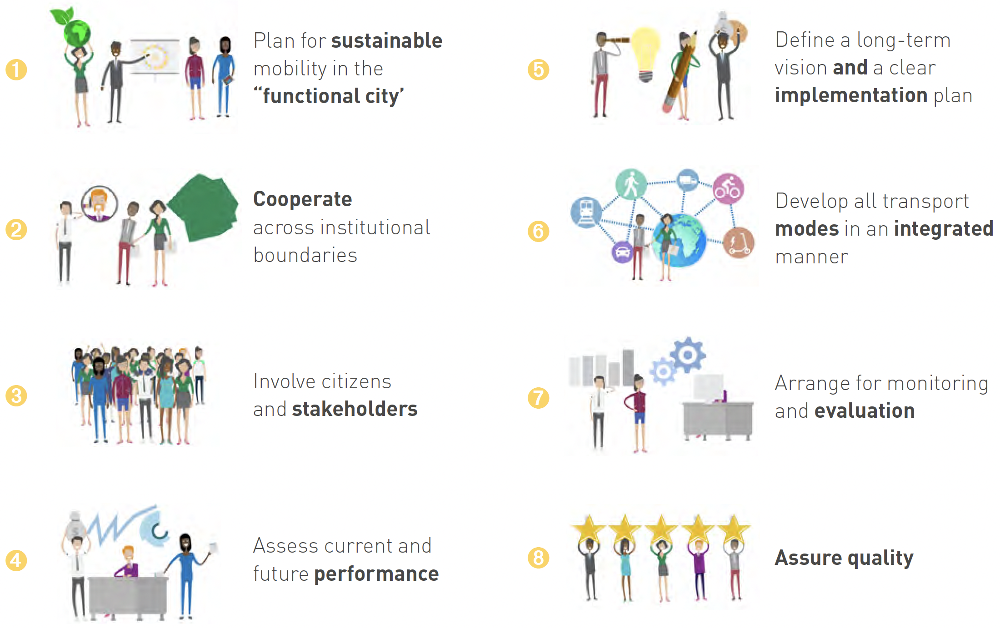 1
Plan for sustainable
mobility in the
“functional city’
2
Cooperate
across institutional
boundaries
3
Involve citizens
and stakeholders
4
$
Assess current and
future performance
5
$
Define a long-term
vision and a clear
implementation plan
6
Develop all transport
modes in an integrated
manner
7
Arrange for monitoring
and evaluation
8
Assure quality